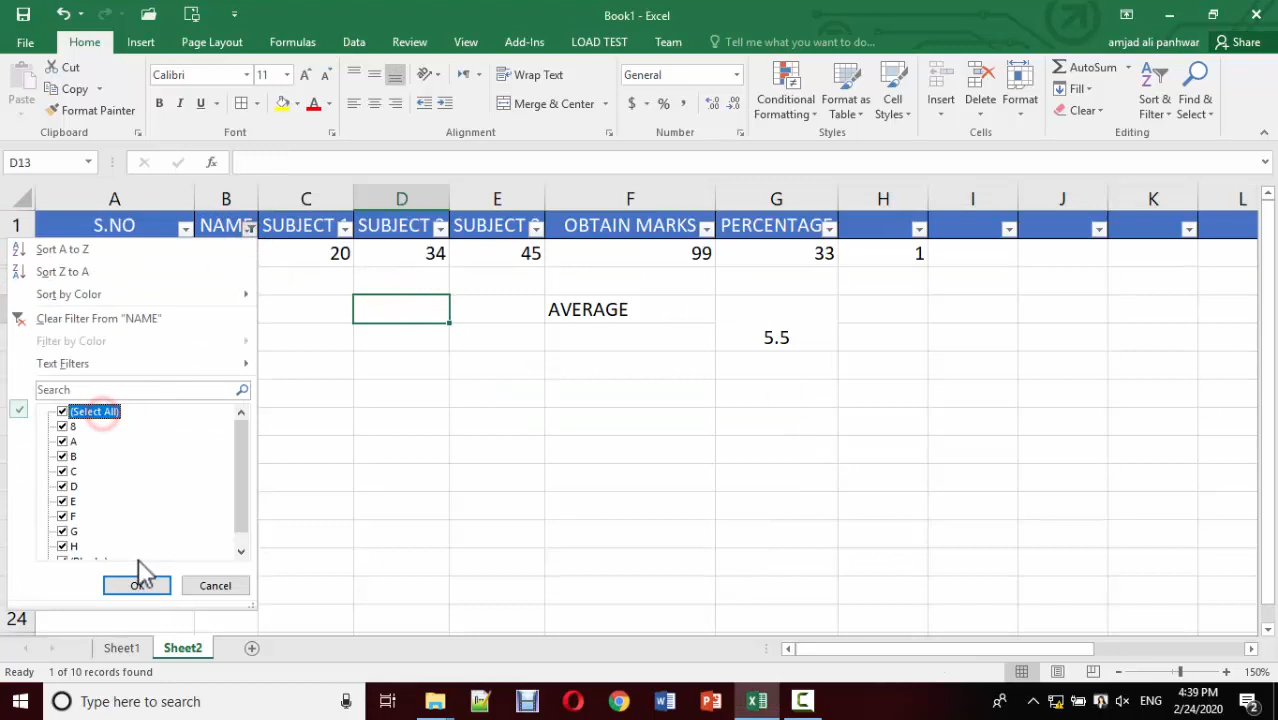 Book1 - Excel
File Home Insert Page Layout Formulas Data Review View Add-Ins LOAD TEST Team Tell me what you want to do... amjad ali panhwar Share
Paste Cut Copy Format Painter Clipboard
Calibri 11 B I U A A A Font
Wrap Text Merge & Center Alignment
General $ % , Number
Conditional Formatting Format as Table Cell Styles Styles
Insert Delete Format Cells
AutoSum Fill Clear Sort & Filter Find & Select Editing
D13 fx
A B C D E F G H I J K L
1 S.NO NAME SUBJECT 1 SUBJECT OBTAIN MARKS PERCENTAGE
20 34 45 99 33 1
AVERAGE
5.5
Sort A to Z
Sort Z to A
Sort by Color
Clear Filter From "NAME"
Filter by Color
Text Filters
Search
(Select All)
8
A
B
C
D
E
F
G
H
Cancel
24
Sheet1 Sheet2
Ready 1 of 10 records found 150%
Type here to search ENG 4:39 PM
2/24/2020 2